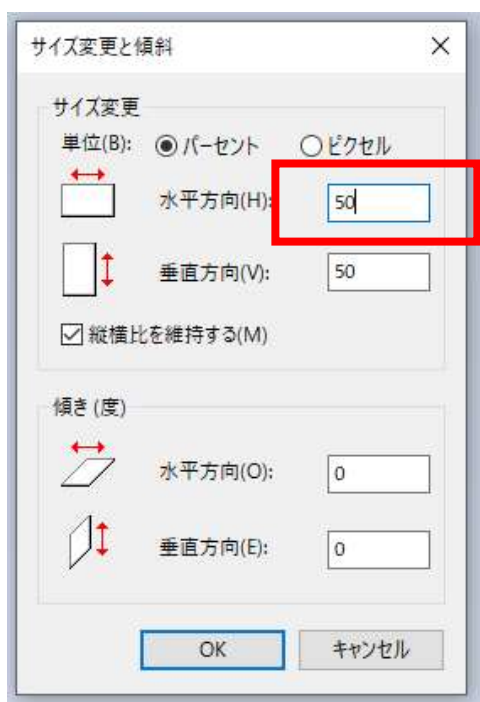 サイズ変更と傾斜
サイズ変更
単位(B): パーセント ピクセル
水平方向(H): 50
垂直方向(V): 50
縦横比を維持する(M)
傾き (度)
水平方向(O): 0
垂直方向(E): 0
OK キャンセル